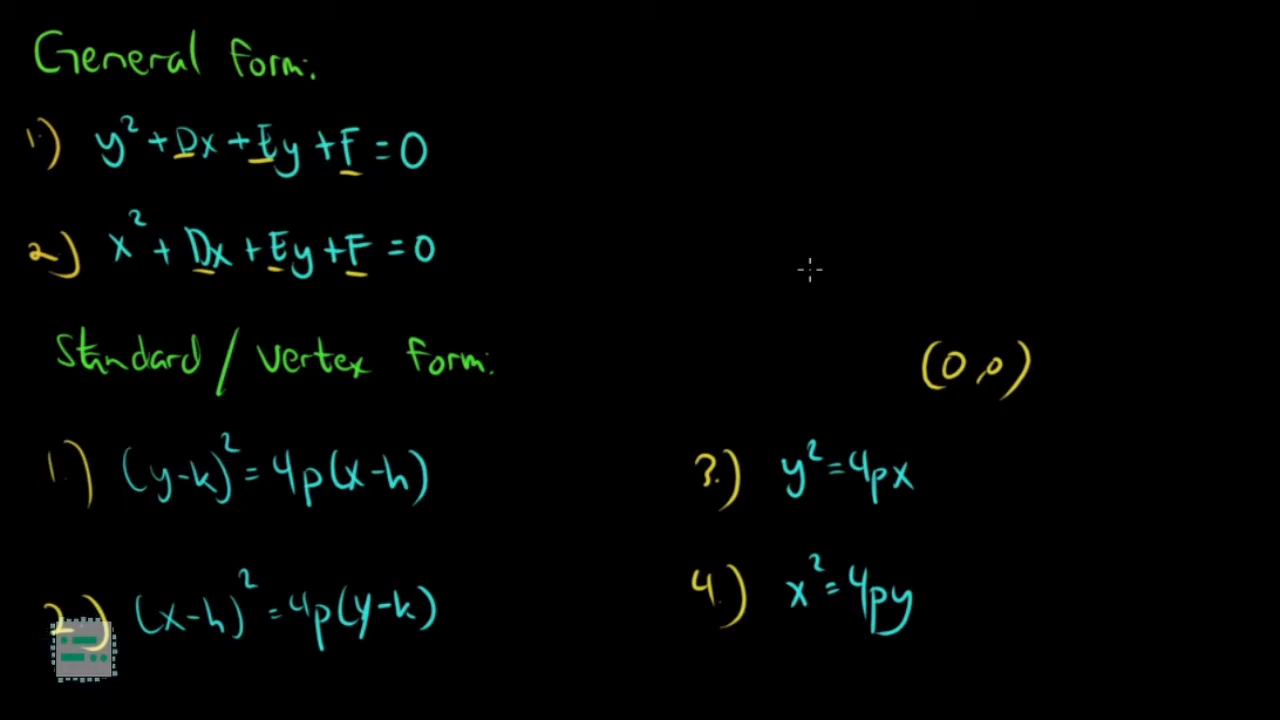 General form:
1.) y² + Dx + Ey + F = 0
2.) x² + Dx + Ey + F = 0
Standard / vertex form:
(0,0)
1.) (y-k)² = 4p(x-h)
3.) y² = 4px
2.) (x-h)² = 4p(y-k)
4.) x² = 4py